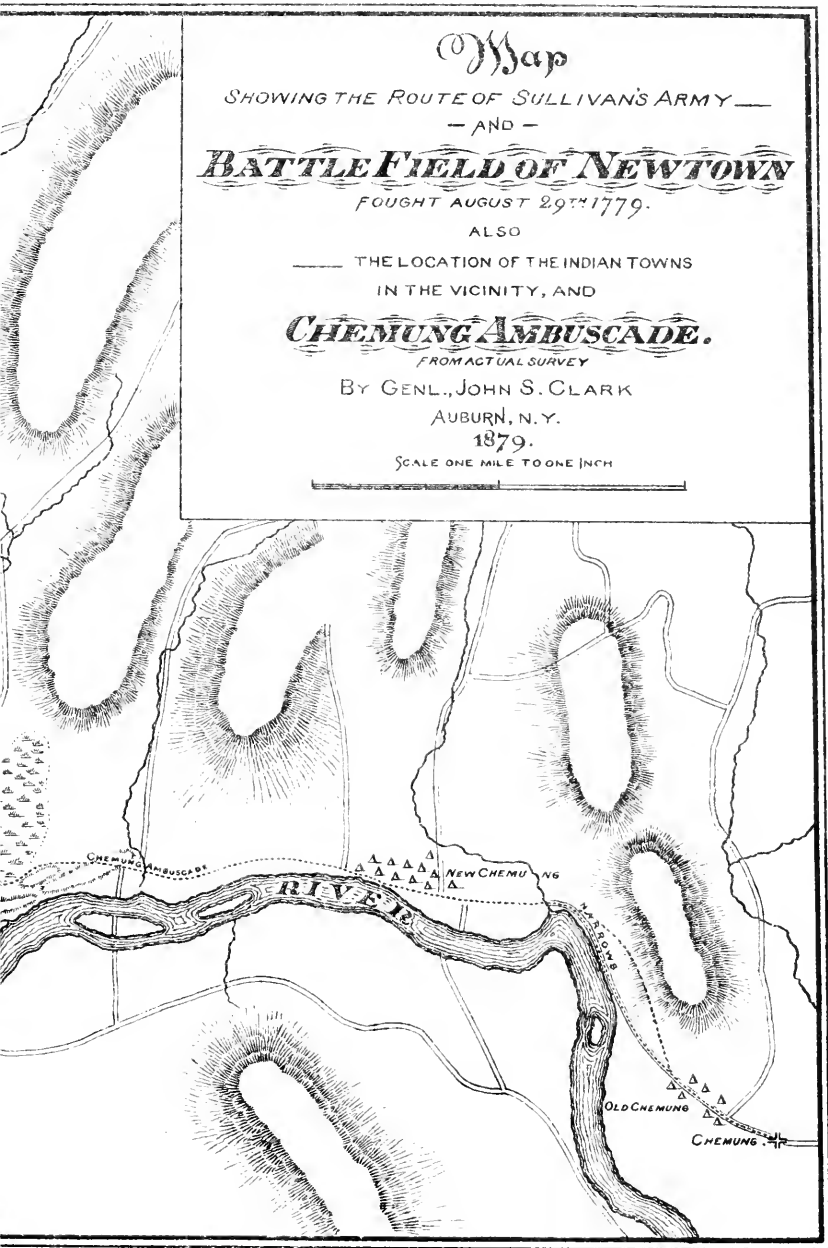 Map
SHOWING THE ROUTE OF SULLIVAN'S ARMY
— AND —
BATTLE FIELD OF NEWTOWN
FOUGHT AUGUST 29TH 1779.
ALSO
THE LOCATION OF THE INDIAN TOWNS
IN THE VICINITY, AND
CHEMUNG AMBUSCADE.
FROM ACTUAL SURVEY
BY GENL., JOHN S. CLARK
AUBURN, N.Y.
1879.
SCALE ONE MILE TO ONE INCH
CHEMUNG AMBUSCADE
NEW CHEMUNG
RIVER
NARROWS
OLD CHEMUNG
CHEMUNG.